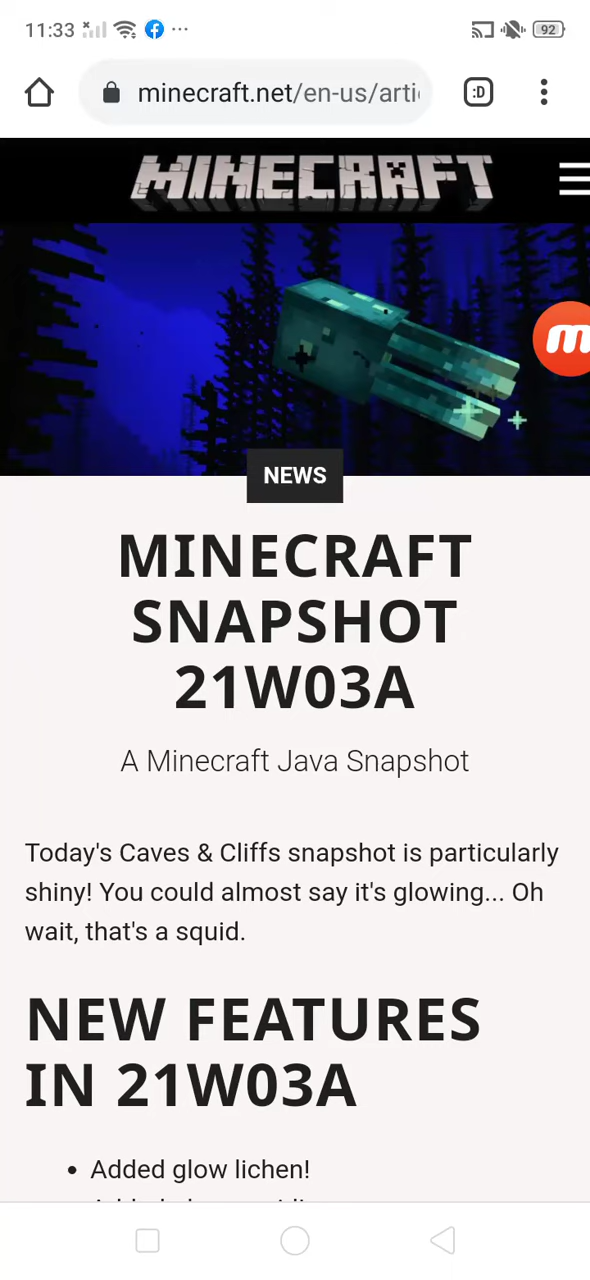 11:33
92
minecraft.net/en-us/arti
:D
MINECRAFT
m
NEWS
MINECRAFT
SNAPSHOT
21W03A
A Minecraft Java Snapshot
Today's Caves & Cliffs snapshot is particularly
shiny! You could almost say it's glowing... Oh
wait, that's a squid.
NEW FEATURES
IN 21W03A
• Added glow lichen!